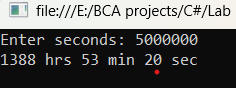 file:///E:/BCA projects/C#/Lab
Enter seconds: 5000000
1388 hrs 53 min 20 sec